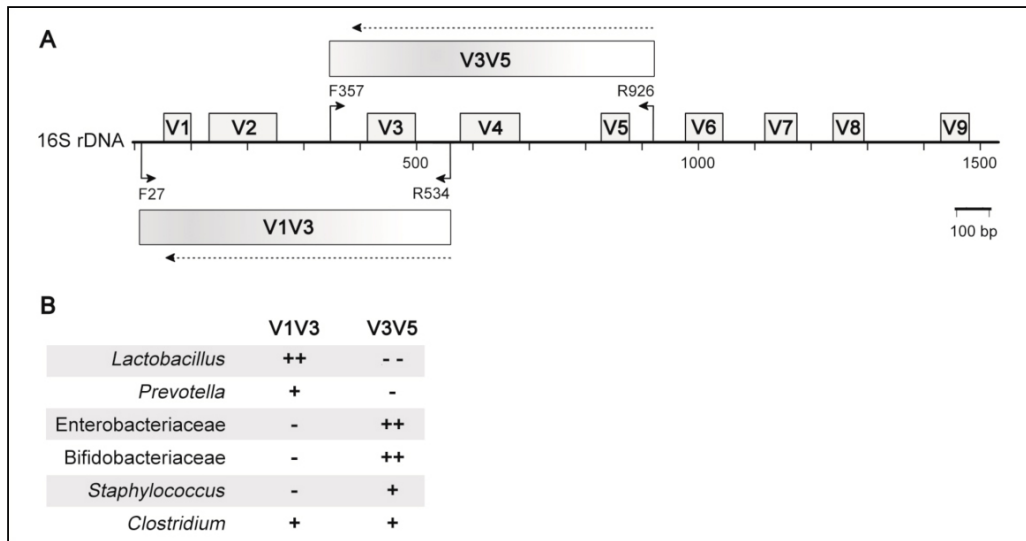 A
V3V5
F357 R926
V1 V2 V3 V4 V5 V6 V7 V8 V9
16S rDNA
500 1000 1500
F27 R534
V1V3
100 bp
B
V1V3 V3V5
Lactobacillus ++ - -
Prevotella + -
Enterobacteriaceae - ++
Bifidobacteriaceae - ++
Staphylococcus - +
Clostridium + +